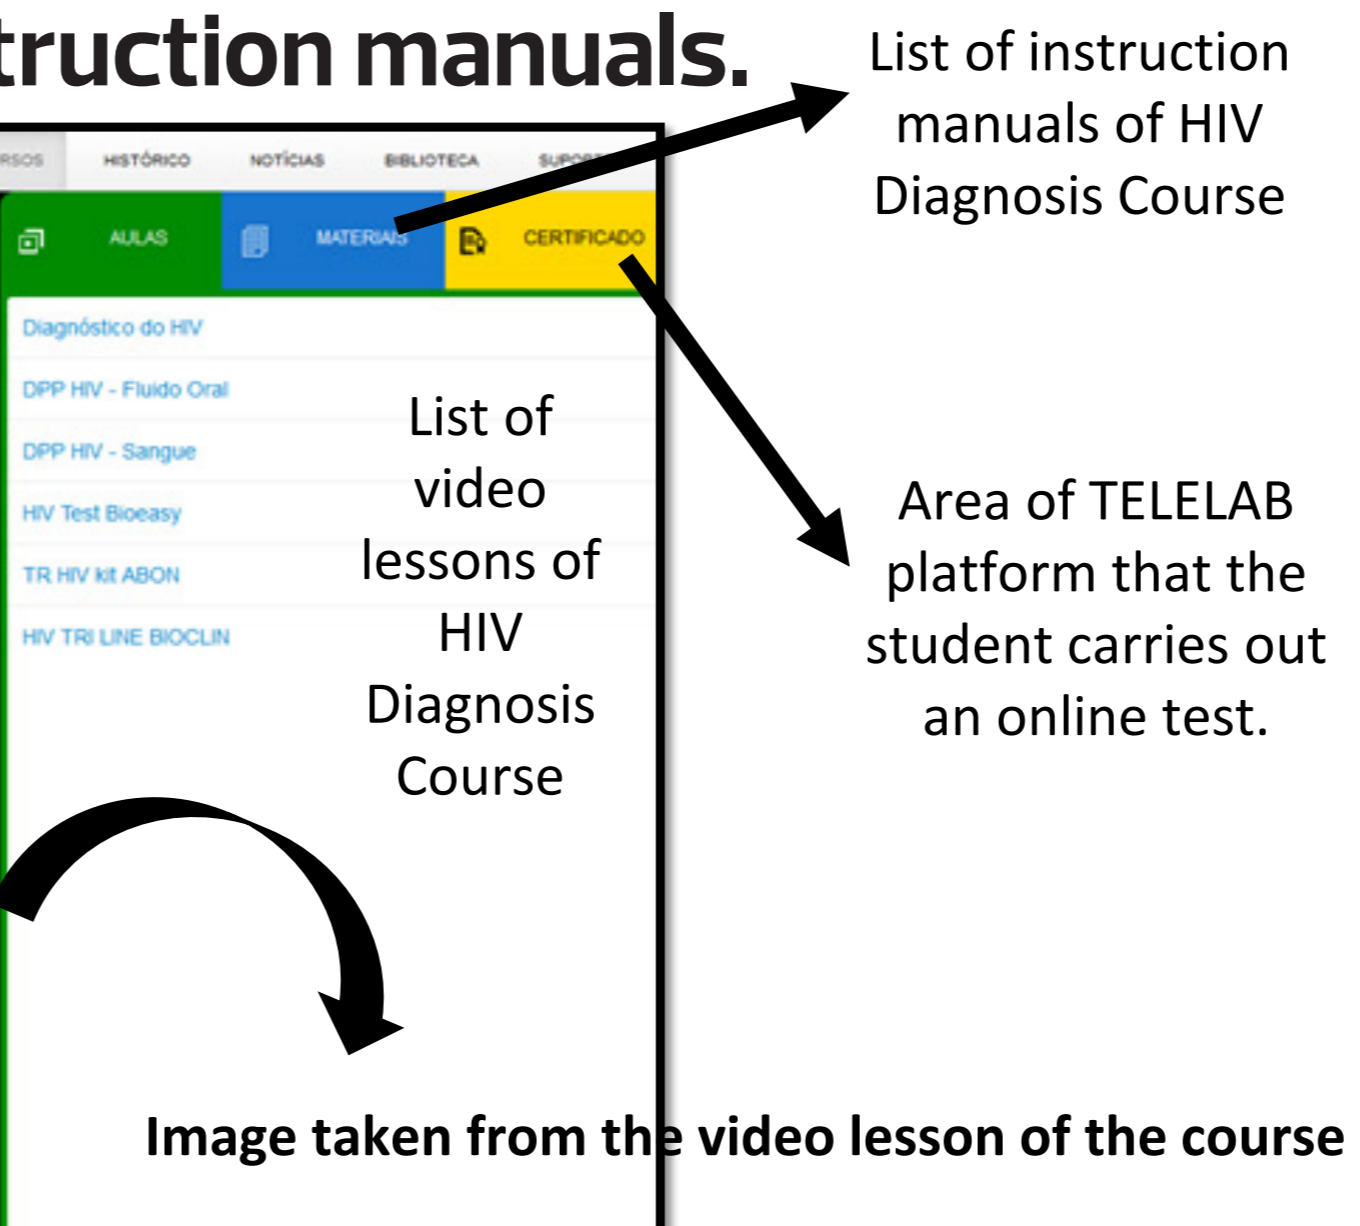 truction manuals.
List of instruction
manuals of HIV
Diagnosis Course
RSOS HISTÓRICO NOTÍCIAS BIBLIOTECA
AULAS MATERIAIS CERTIFICADO
Diagnóstico do HIV
DPP HIV - Fluido Oral
DPP HIV - Sangue
HIV Test Bioeasy
TR HIV kit ABON
HIV TRI LINE BIOCLIN
List of
video
lessons of
HIV
Diagnosis
Course
Area of TELELAB
platform that the
student carries out
an online test.
Image taken from the video lesson of the course